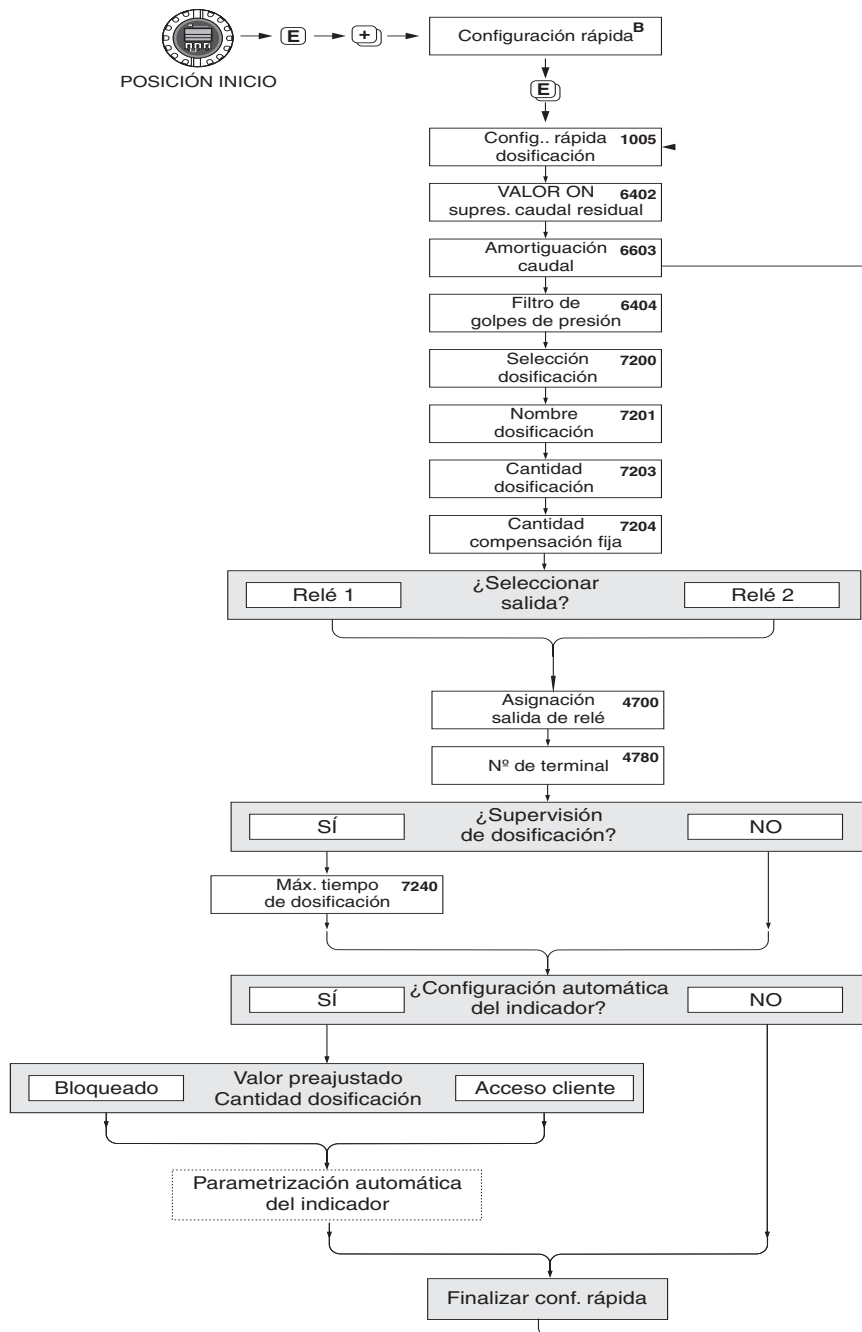 E
+
Configuración rápida B
POSICIÓN INICIO
E
Config.. rápida 1005
dosificación
VALOR ON 6402
supres. caudal residual
Amortiguación 6603
caudal
Filtro de 6404
golpes de presión
Selección 7200
dosificación
Nombre 7201
dosificación
Cantidad 7203
dosificación
Cantidad 7204
compensación fija
Relé 1
¿Seleccionar
salida?
Relé 2
Asignación 4700
salida de relé
Nº de terminal 4780
SÍ
¿Supervisión
de dosificación?
NO
Máx. tiempo 7240
de dosificación
SÍ
¿Configuración automática
del indicador?
NO
Bloqueado
Valor preajustado
Cantidad dosificación
Acceso cliente
Parametrización automática
del indicador
Finalizar conf. rápida